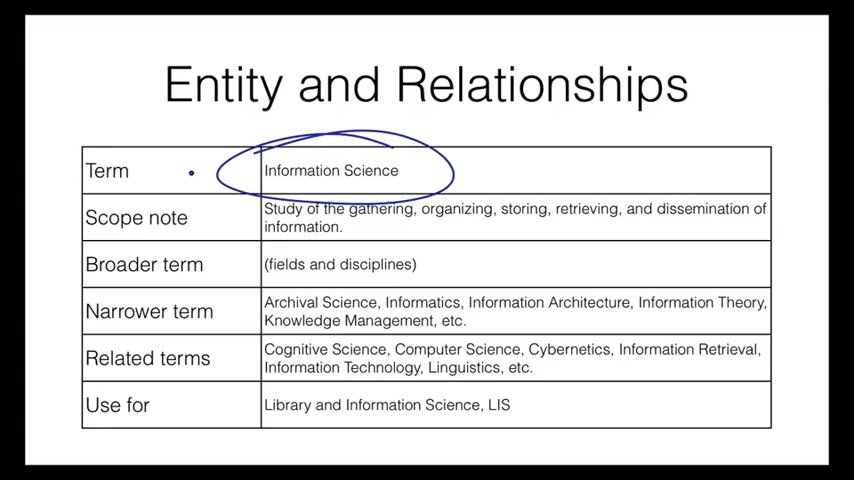 Entity and Relationships
Term Information Science
Scope note Study of the gathering, organizing, storing, retrieving, and dissemination of
information.
Broader term (fields and disciplines)
Narrower term Archival Science, Informatics, Information Architecture, Information Theory,
Knowledge Management, etc.
Related terms Cognitive Science, Computer Science, Cybernetics, Information Retrieval,
Information Technology, Linguistics, etc.
Use for Library and Information Science, LIS